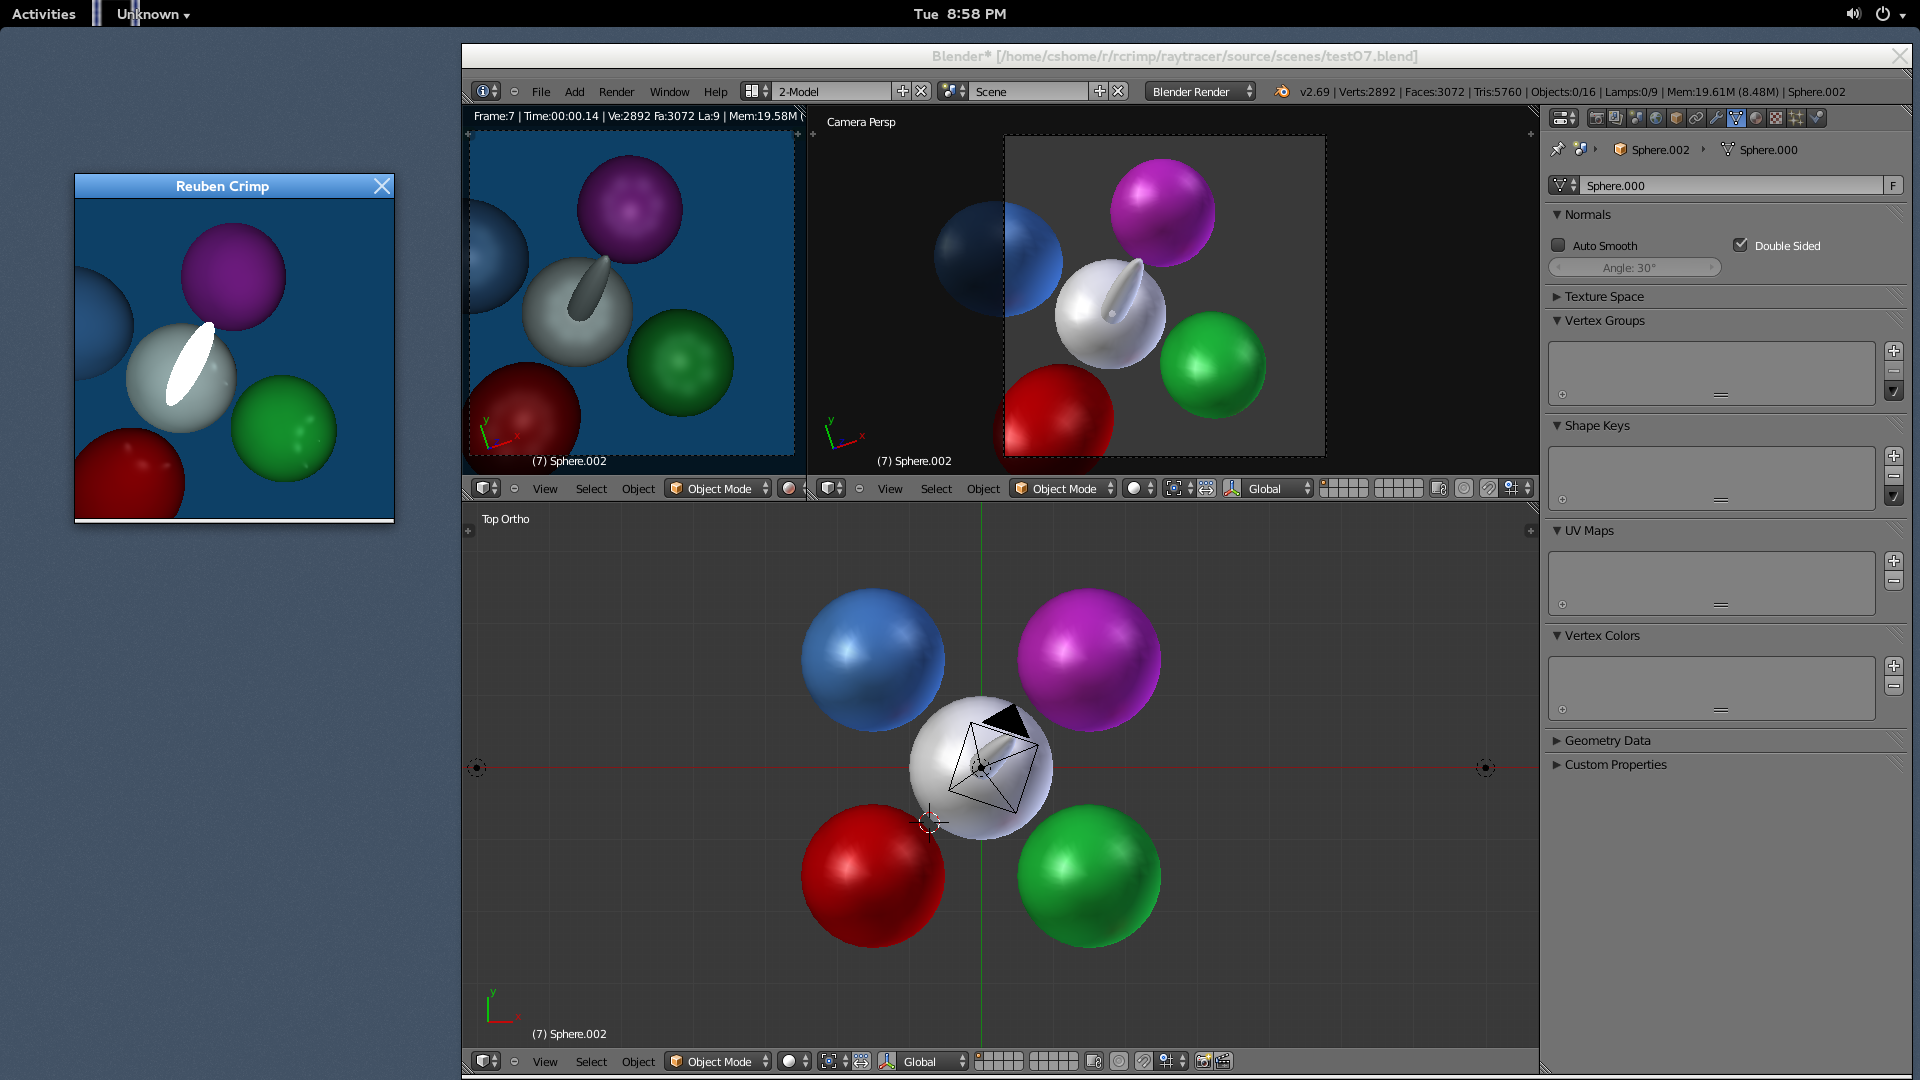 Activities
Unknown
Tue 8:58 PM
Reuben Crimp
Blender* [/home/cshome/r/rcrimp/raytracer/source/scenes/test07.blend]
File Add Render Window Help
2-Model
Scene
Blender Render
v2.69 | Verts:2892 | Faces:3072 | Tris:5760 | Objects:0/16 | Lamps:0/9 | Mem:19.61M (8.48M) | Sphere.002
Frame:7 | Time:00:00.14 | Ve:2892 Fa:3072 La:9 | Mem:19.58M (
y
x
(7) Sphere.002
View Select Object
Object Mode
Camera Persp
y
x
(7) Sphere.002
View Select Object
Object Mode
Global
Top Ortho
y
x
(7) Sphere.002
View Select Object
Object Mode
Global
Sphere.002
Sphere.000
Sphere.000
F
Normals
Auto Smooth
Double Sided
Angle: 30°
Texture Space
Vertex Groups
Shape Keys
UV Maps
Vertex Colors
Geometry Data
Custom Properties